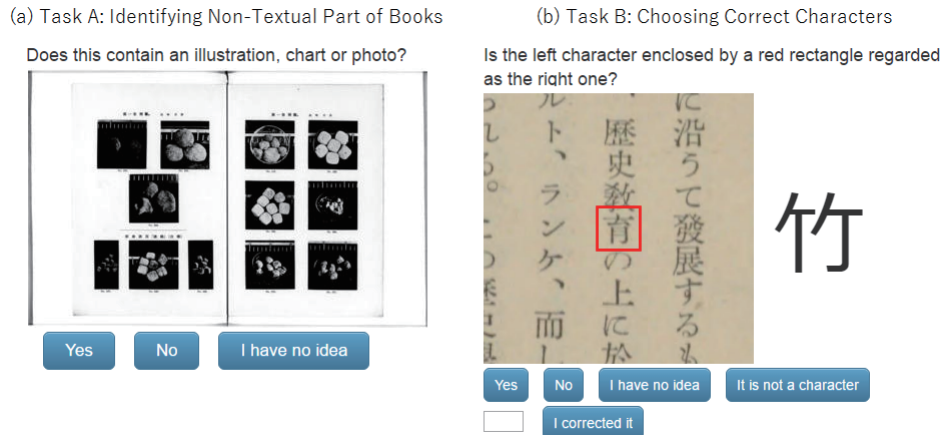 (a) Task A: Identifying Non-Textual Part of Books
Does this contain an illustration, chart or photo?
Yes
No
I have no idea
(b) Task B: Choosing Correct Characters
Is the left character enclosed by a red rectangle regarded
as the right one?
に沿うて發展するも
、歷史敎育の上に於
ルト、ランケ、而し
竹
Yes
No
I have no idea
It is not a character
I corrected it